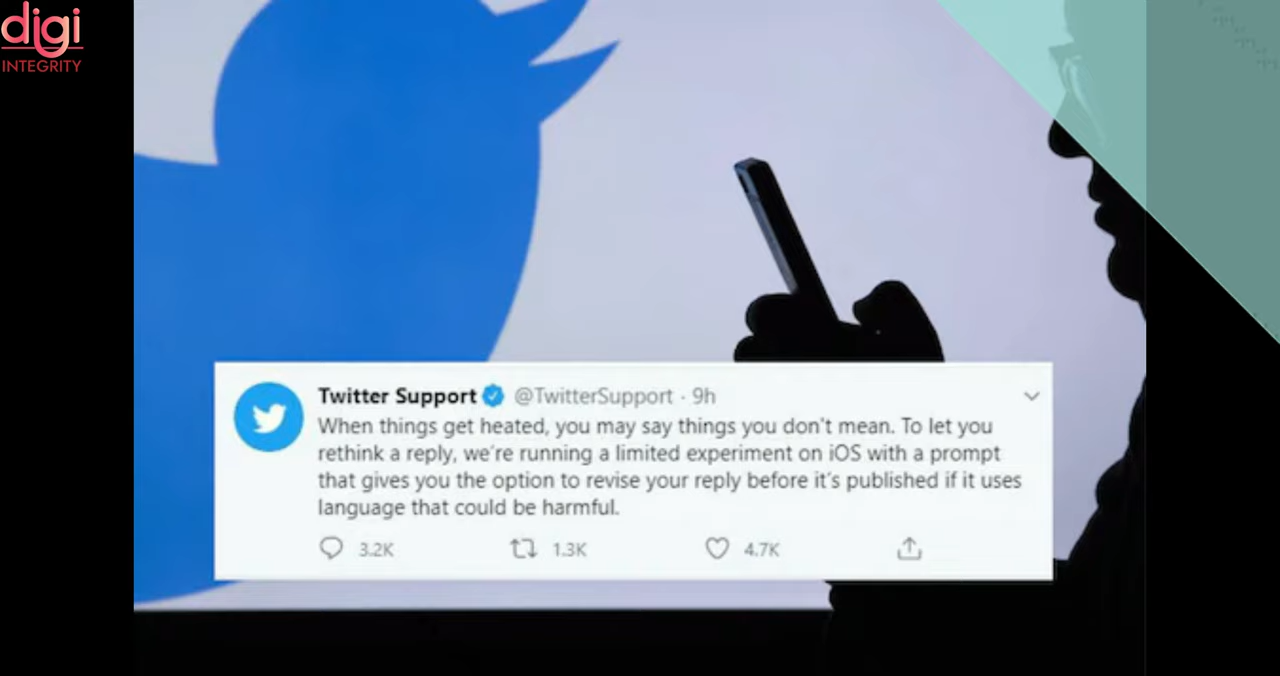 digi
INTEGRITY
Twitter Support @TwitterSupport · 9h
When things get heated, you may say things you don't mean. To let you
rethink a reply, we're running a limited experiment on iOS with a prompt
that gives you the option to revise your reply before it's published if it uses
language that could be harmful.
3.2K 1.3K 4.7K